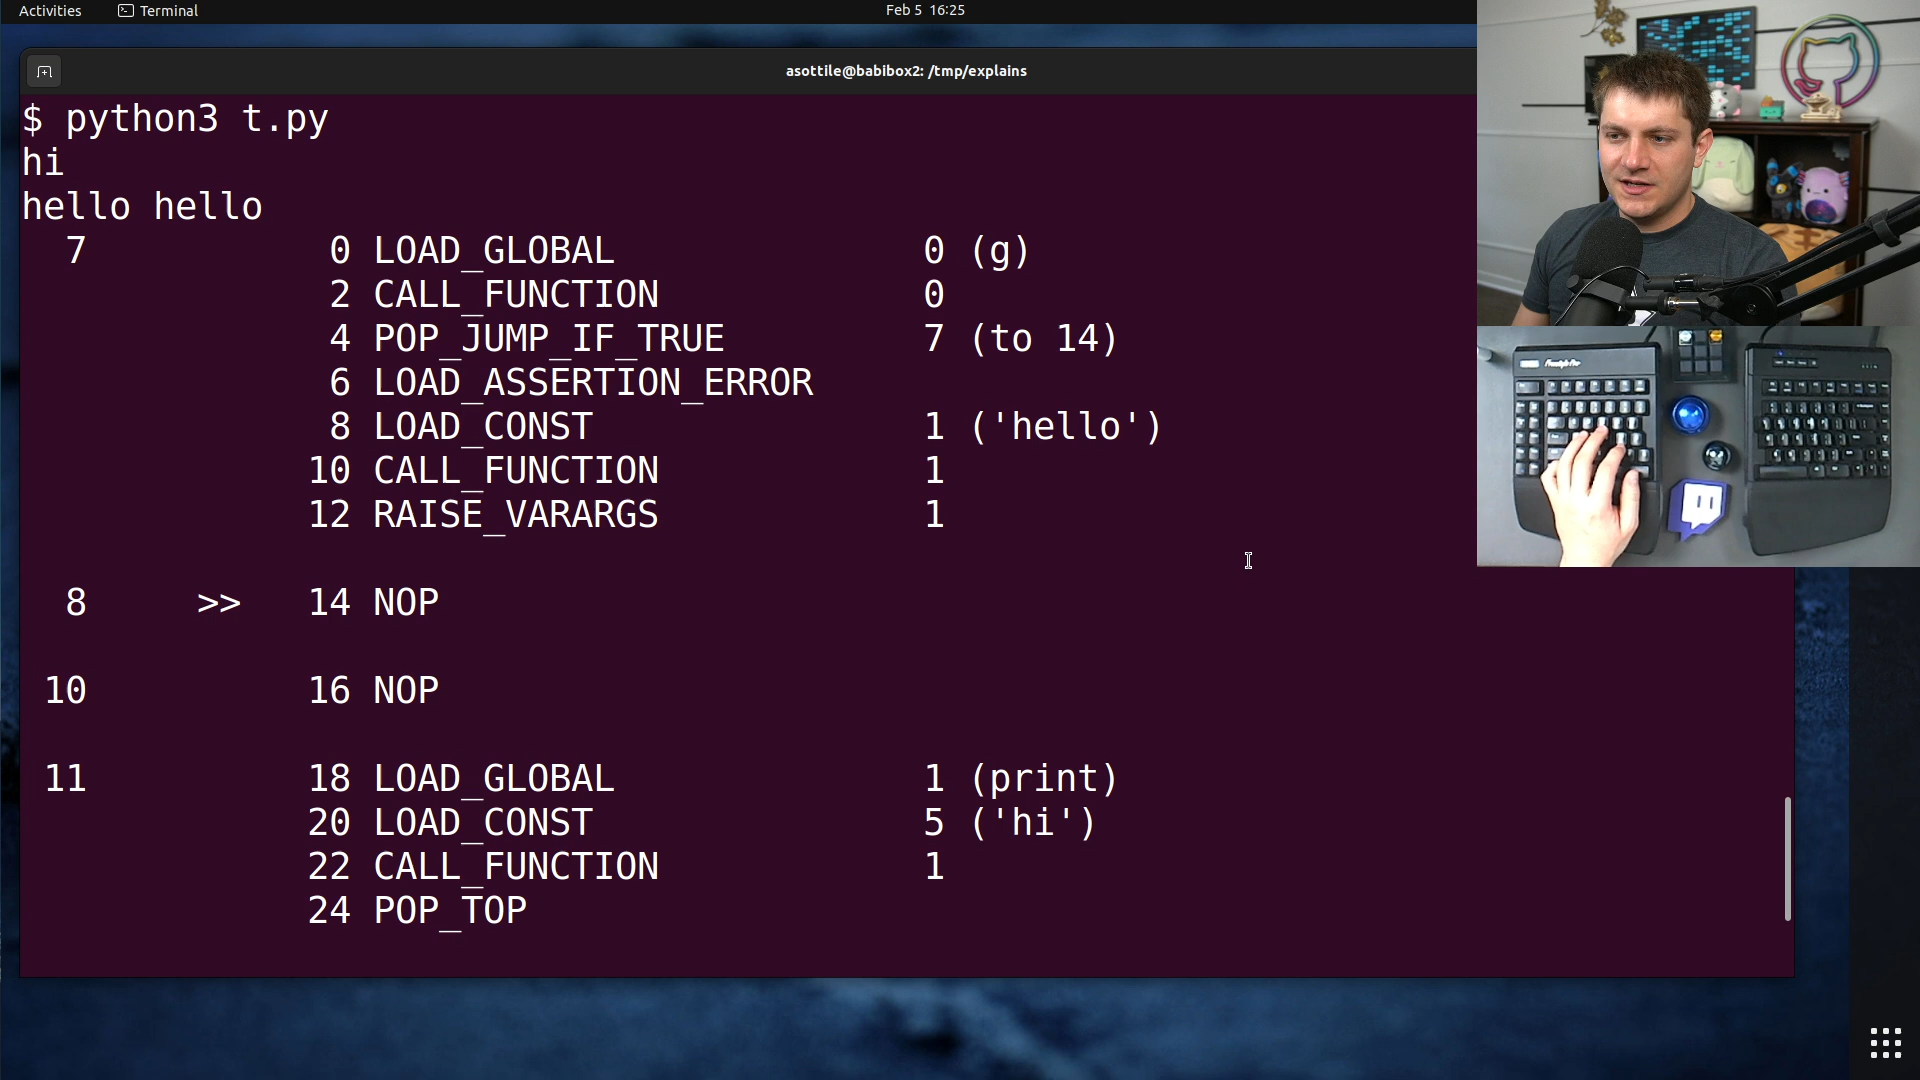 Activities Terminal Feb 5 16:25
asottile@babibox2: /tmp/explains
$ python3 t.py
hi
hello hello
7 0 LOAD_GLOBAL 0 (g)
2 CALL_FUNCTION 0
4 POP_JUMP_IF_TRUE 7 (to 14)
6 LOAD_ASSERTION_ERROR
8 LOAD_CONST 1 ('hello')
10 CALL_FUNCTION 1
12 RAISE_VARARGS 1
8 >> 14 NOP
10 16 NOP
11 18 LOAD_GLOBAL 1 (print)
20 LOAD_CONST 5 ('hi')
22 CALL_FUNCTION 1
24 POP_TOP